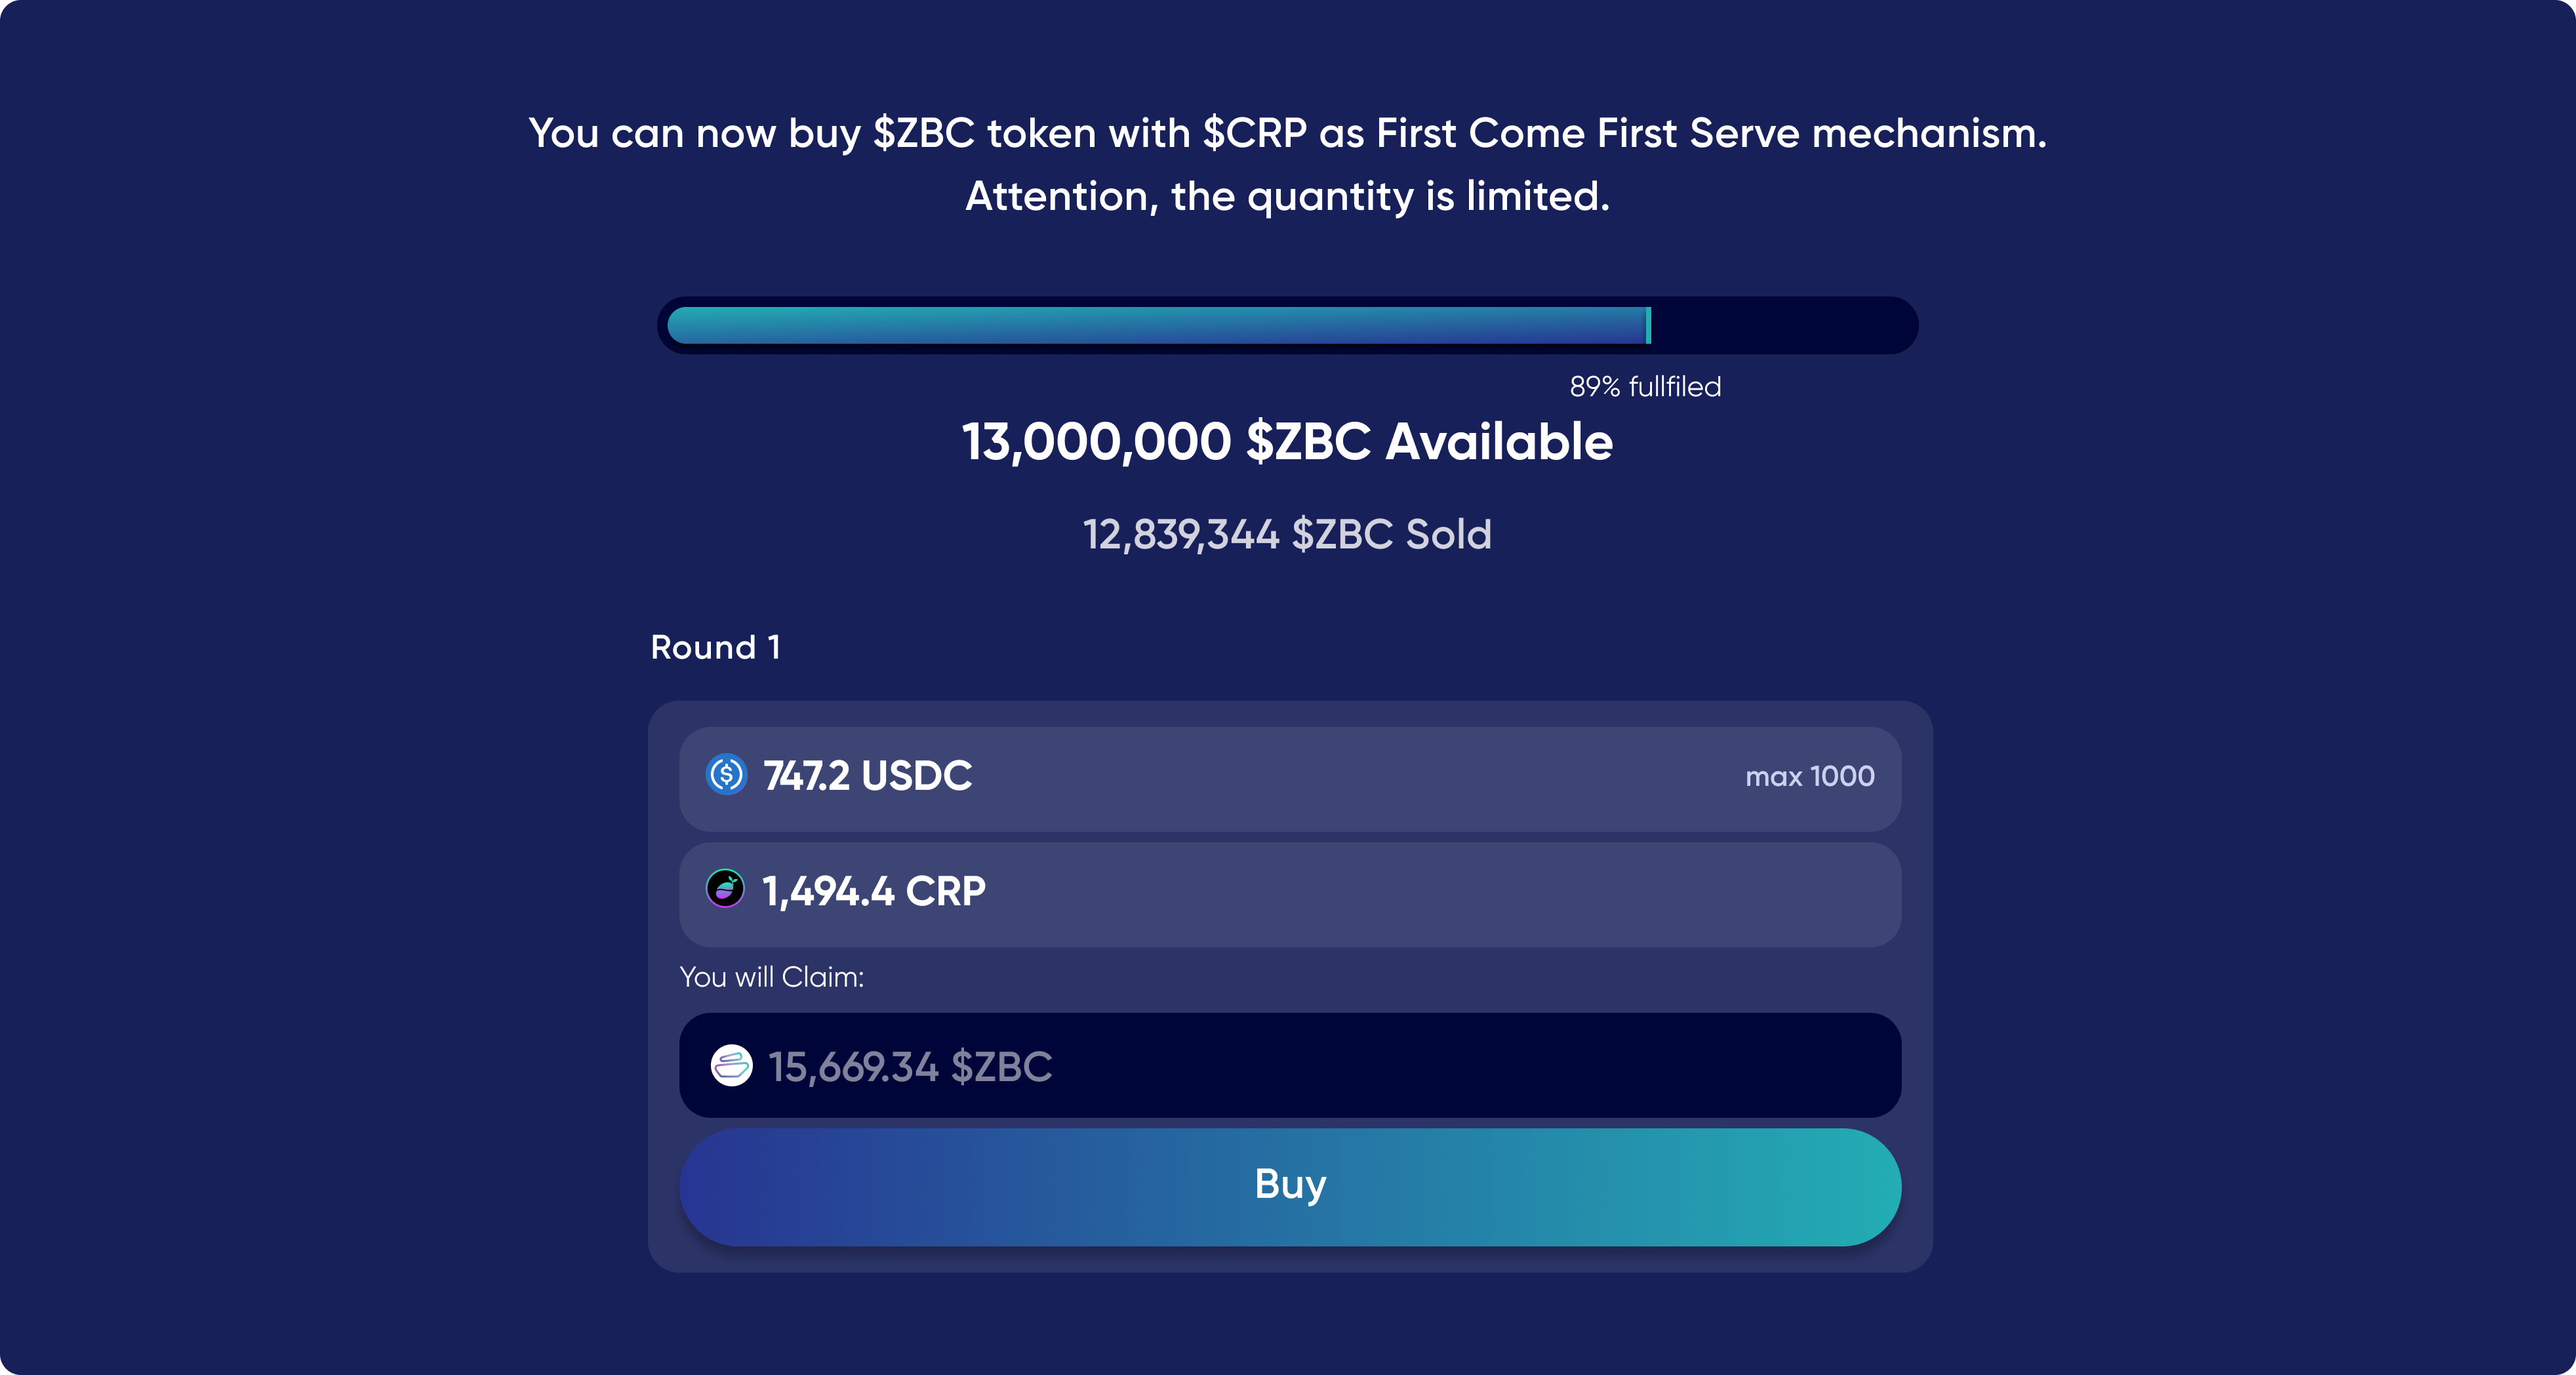 You can now buy $ZBC token with $CRP as First Come First Serve mechanism.
Attention, the quantity is limited.
89% fullfiled
13,000,000 $ZBC Available
12,839,344 $ZBC Sold
Round 1
747.2 USDC
max 1000
1,494.4 CRP
You will Claim:
15,669.34 $ZBC
Buy